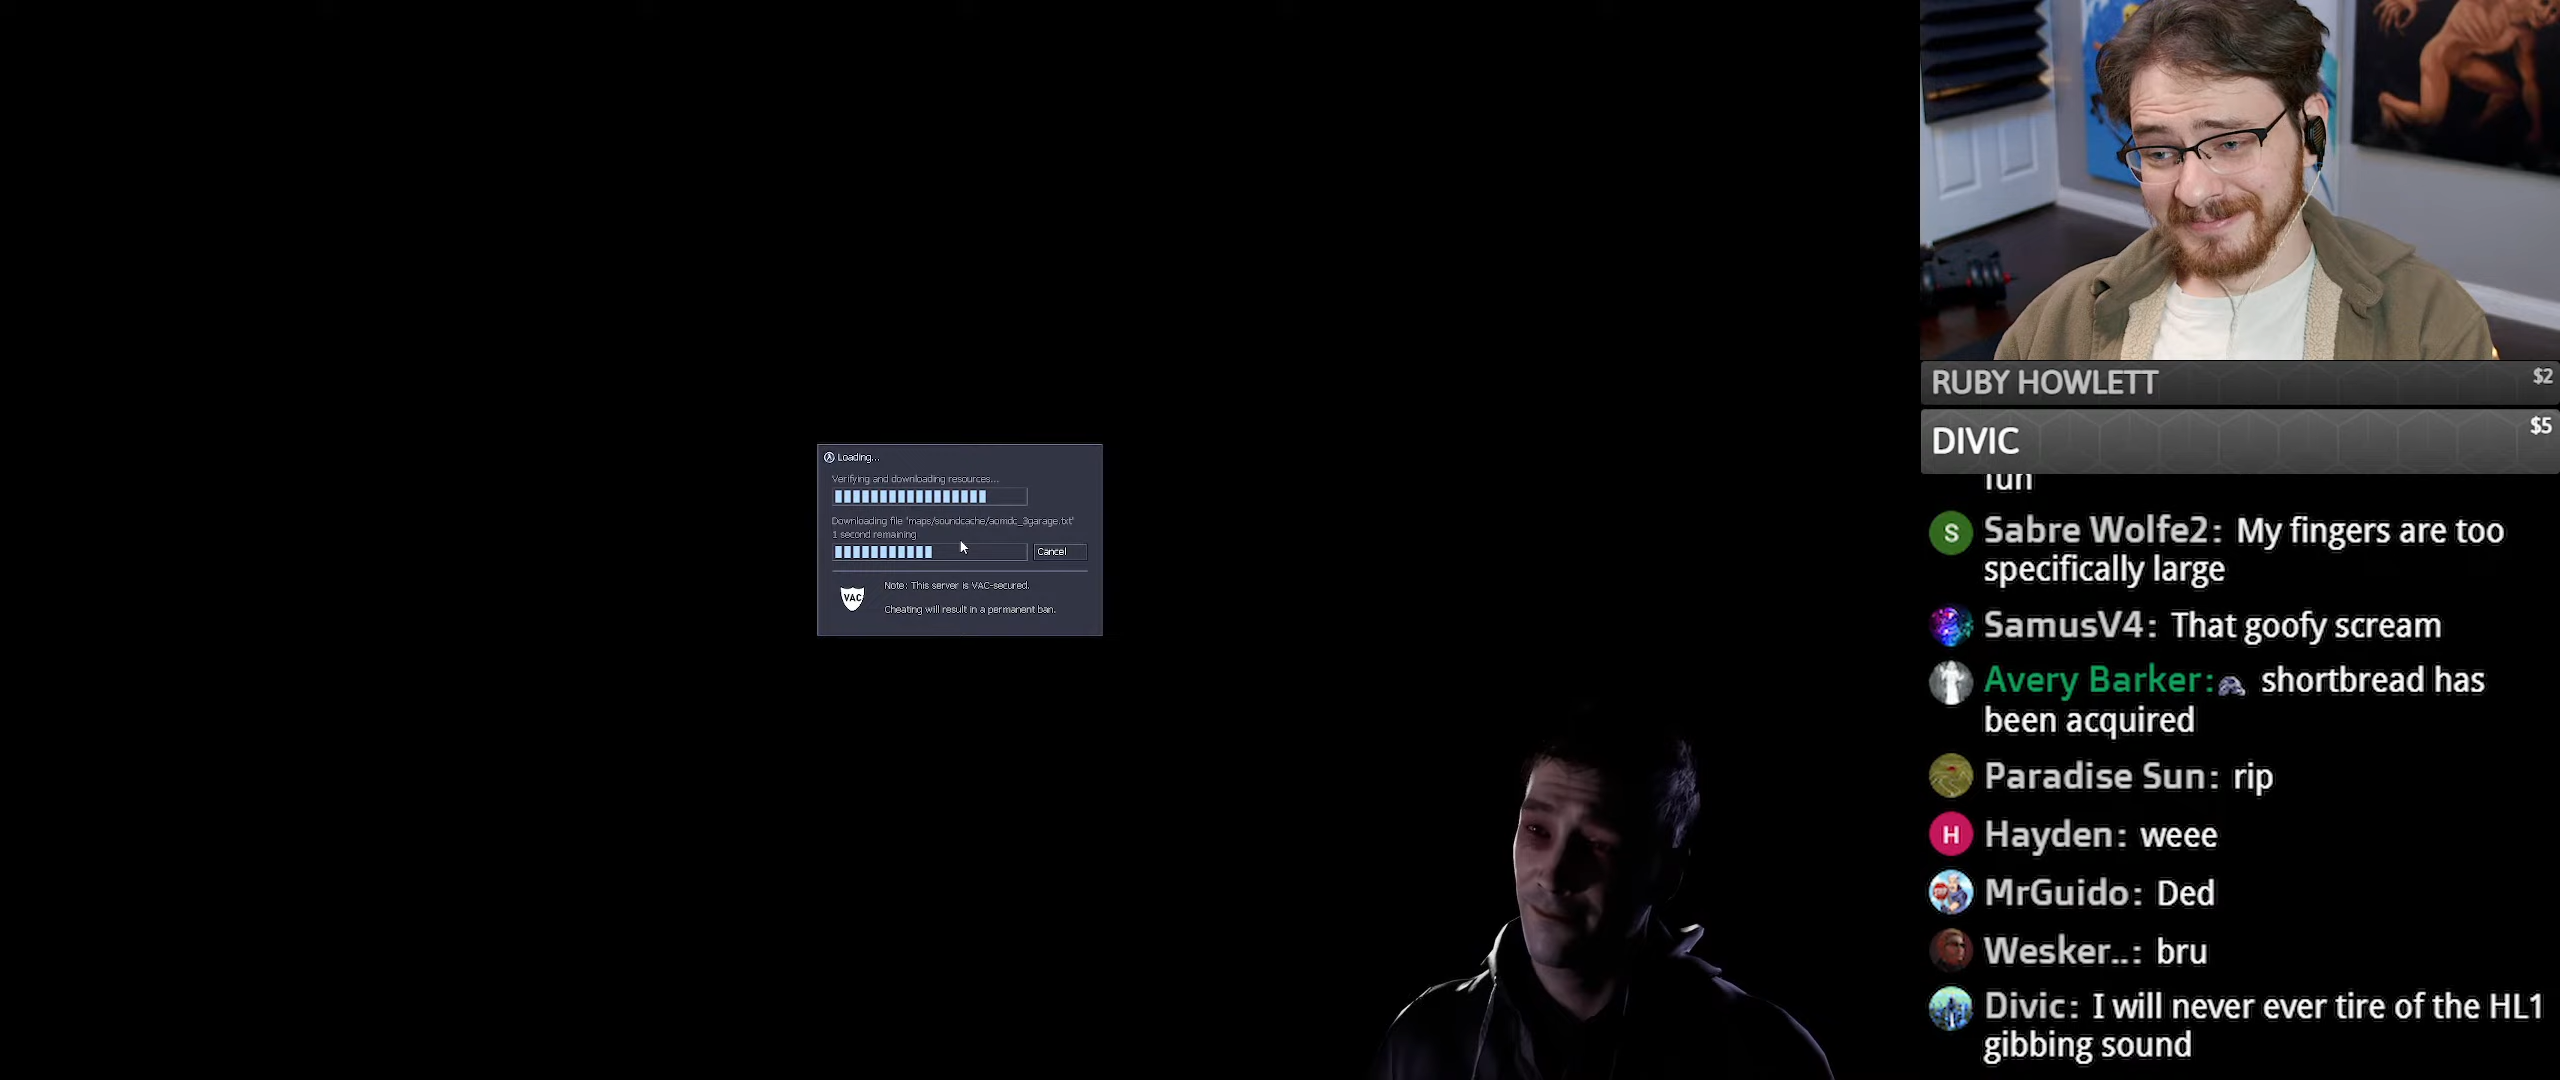 Loading...
Verifying and downloading resources...
Downloading file "maps/soundcache/aomdc_3garage.txt"
1 second remaining
Cancel
VAC
Note: This server is VAC-secured.
Cheating will result in a permanent ban.
RUBY HOWLETT $2
DIVIC $5
fun
S Sabre Wolfe2: My fingers are too
specifically large
SamusV4: That goofy scream
Avery Barker: shortbread has
been acquired
Paradise Sun: rip
H Hayden: weee
MrGuido: Ded
Wesker..: bru
Divic: I will never ever tire of the HL1
gibbing sound